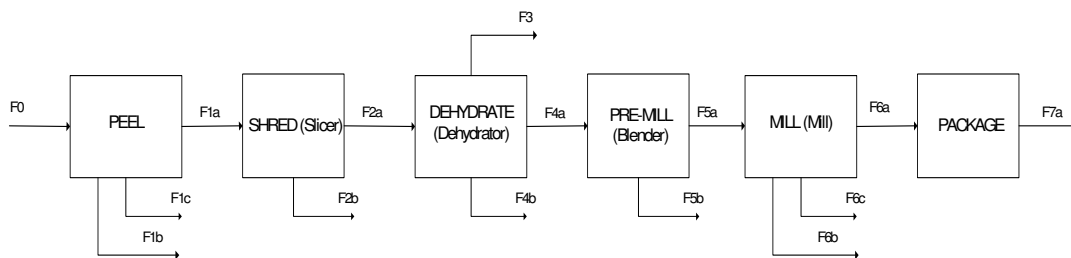 F3
F0
PEEL
F1a
SHRED (Slicer)
F2a
DEHYDRATE
(Dehydrator)
F4a
PRE-MILL
(Blender)
F5a
MILL (Mill)
F6a
PACKAGE
F7a
F1c
F2b
F4b
F5b
F6c
F1b
F6b